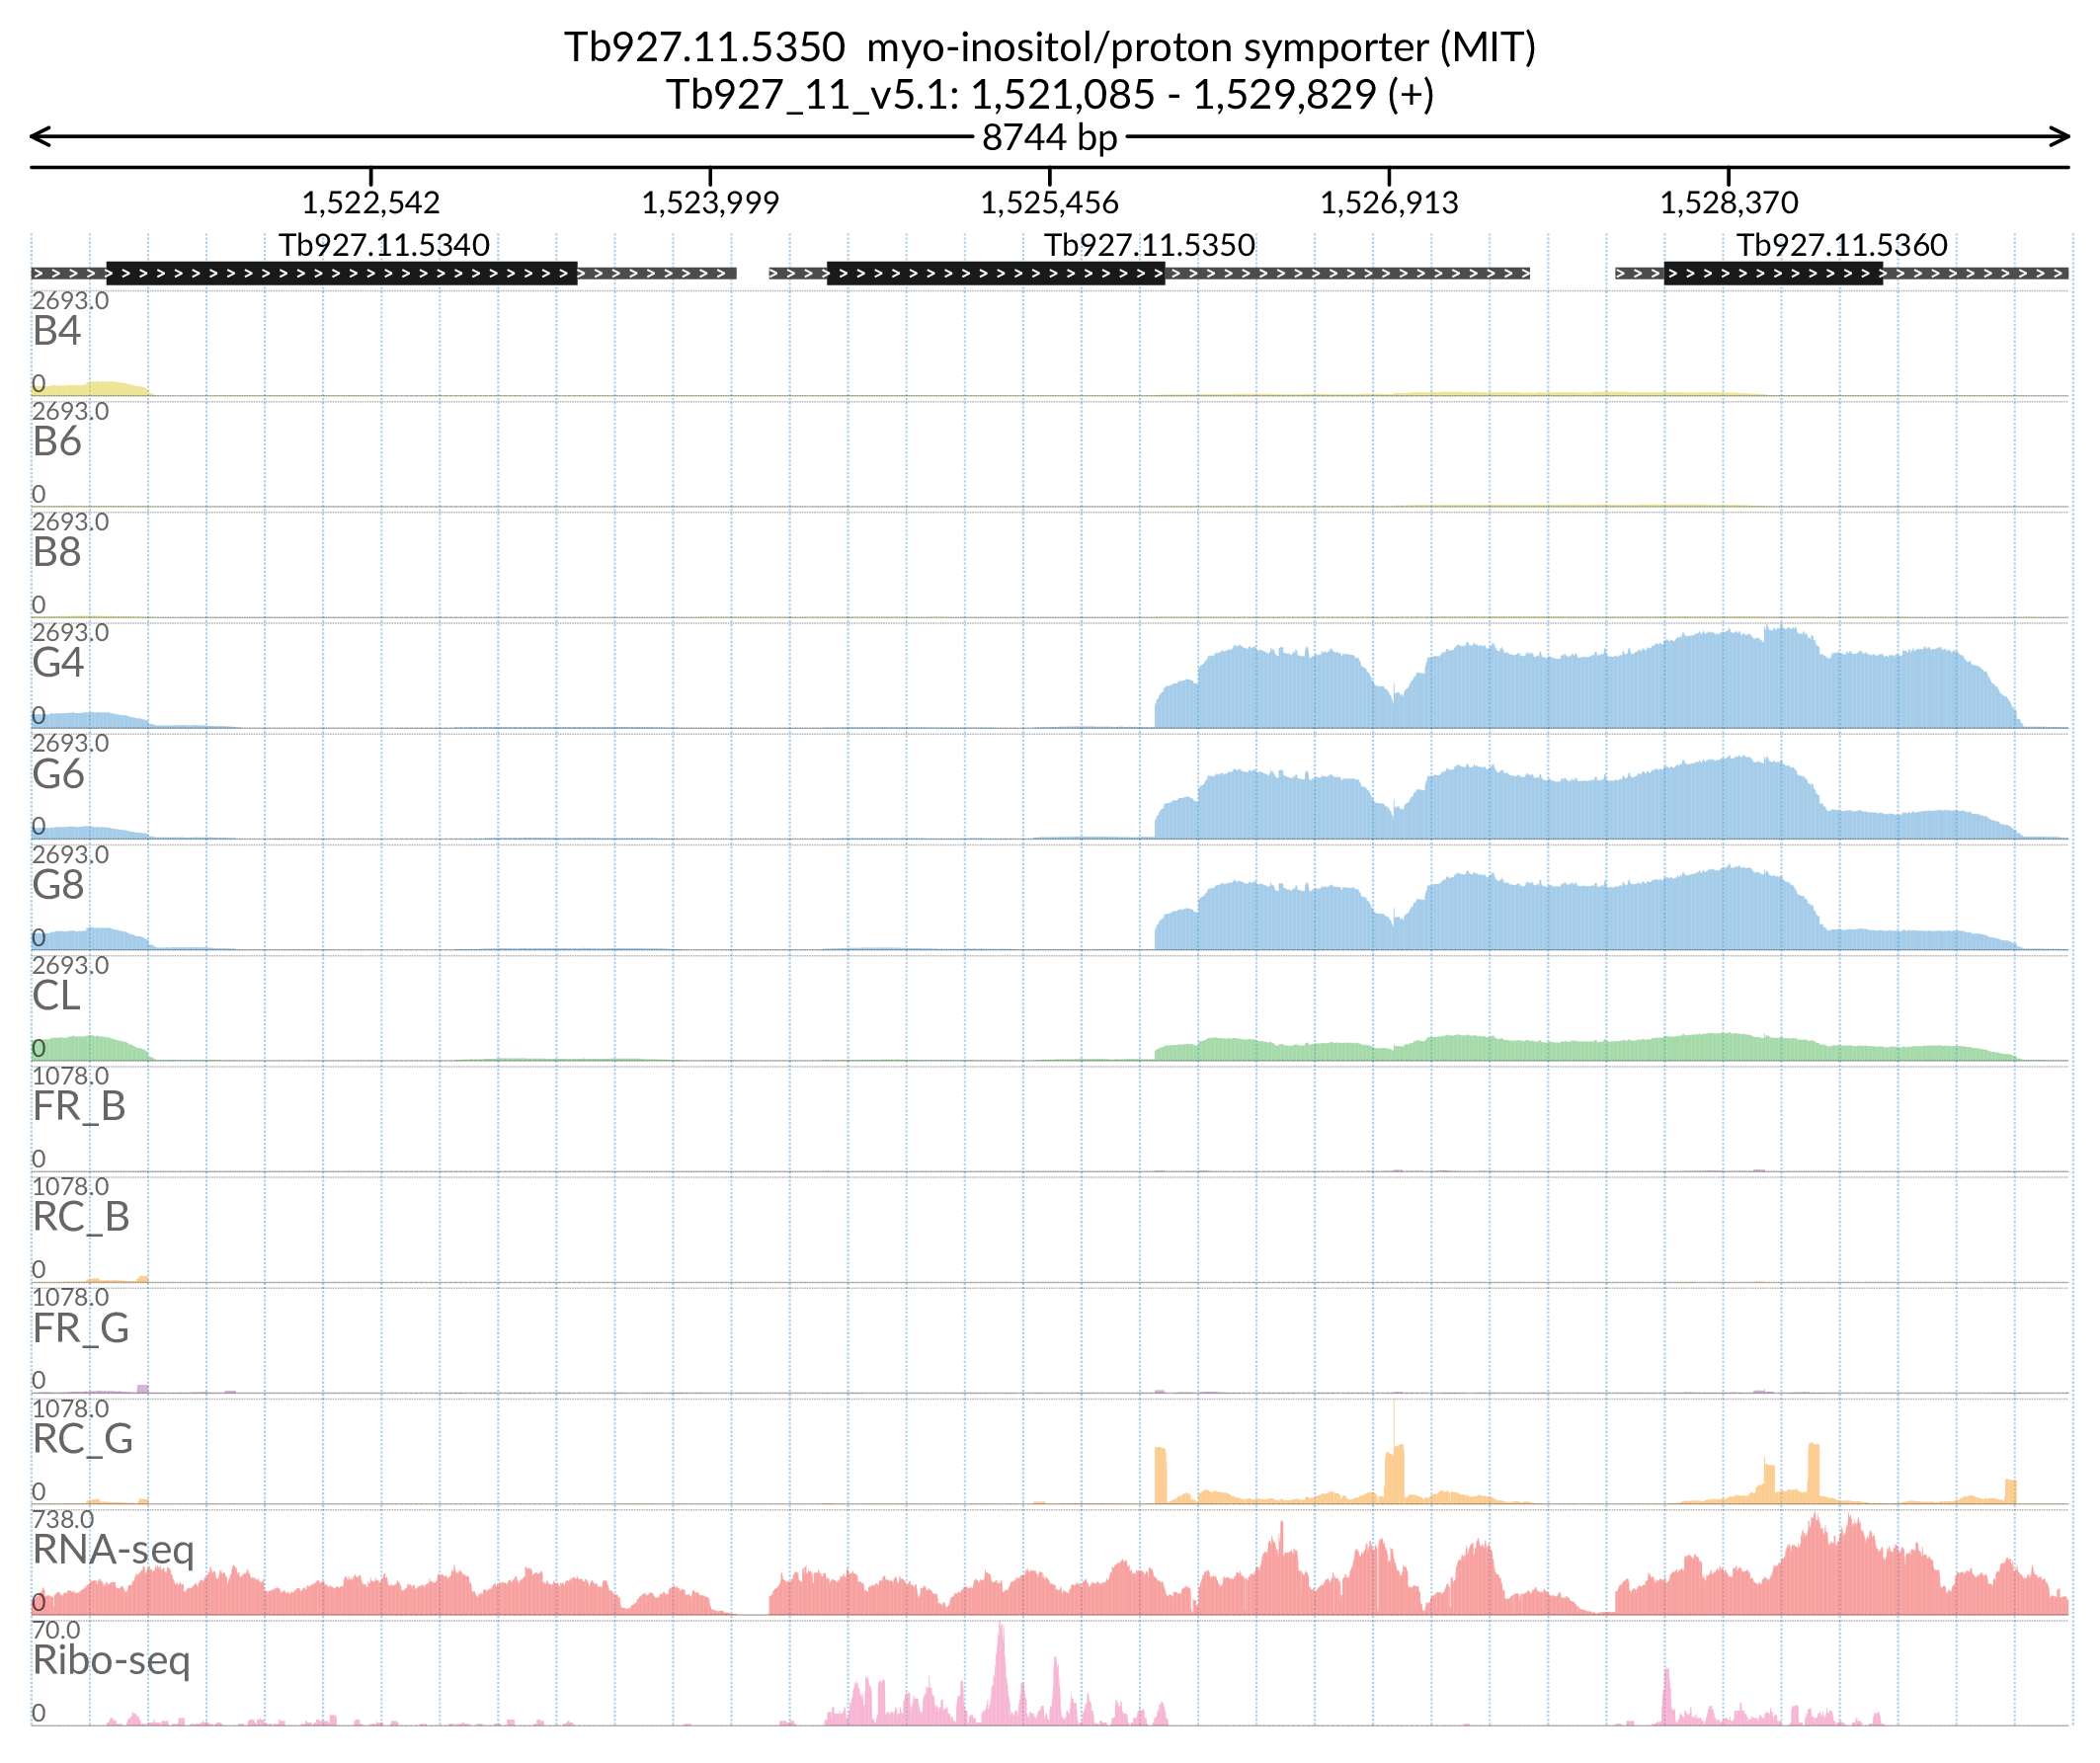 Tb927.11.5350 myo-inositol/proton symporter (MIT)
Tb927_11_v5.1: 1,521,085 - 1,529,829 (+)
8744 bp
1,522,542 1,523,999 1,525,456 1,526,913 1,528,370
Tb927.11.5340 Tb927.11.5350 Tb927.11.5360
2693.0
B4
0
2693.0
B6
0
2693.0
B8
0
2693.0
G4
0
2693.0
G6
0
2693.0
G8
0
2693.0
CL
0
1078.0
FR_B
0
1078.0
RC_B
0
1078.0
FR_G
0
1078.0
RC_G
0
738.0
RNA-seq
0
70.0
Ribo-seq
0